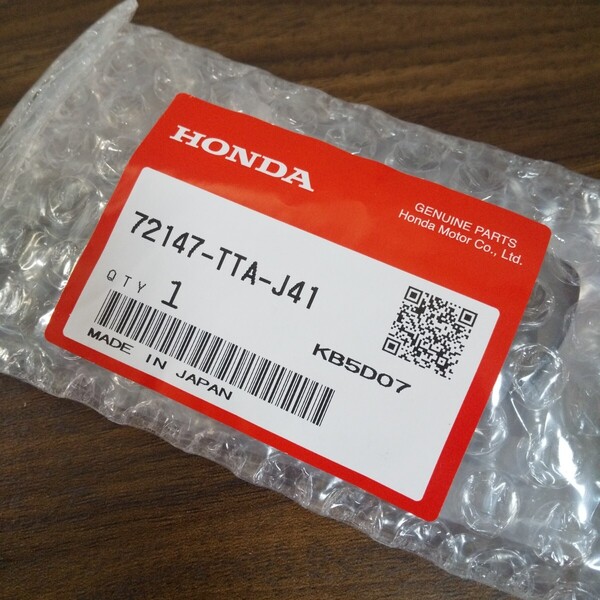 HONDA
GENUINE PARTS
Honda Motor Co., Ltd.
72147-TTA-J41
QTY 1
KB5D07
MADE IN JAPAN